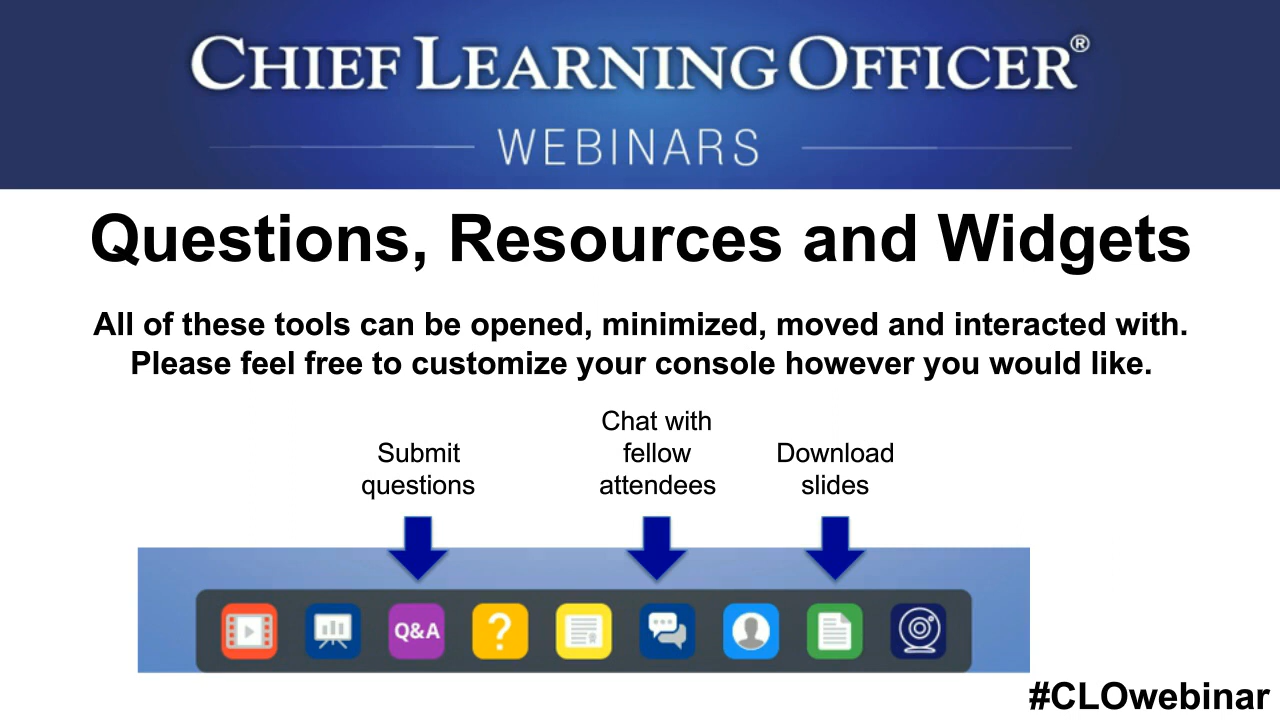 CHIEF LEARNING OFFICER®
WEBINARS
Questions, Resources and Widgets
All of these tools can be opened, minimized, moved and interacted with.
Please feel free to customize your console however you would like.
Submit
questions
Chat with
fellow
attendees
Download
slides
Q&A
?
#CLOwebinar